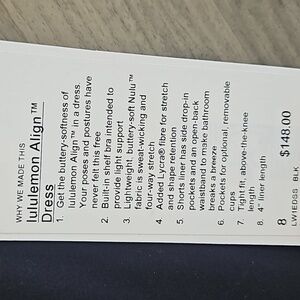 WHY WE MADE THIS
lululemon Align™
Dress
1. Get the buttery-softness of
lululemon Align™ in a dress.
Your poses and postures have
never felt this free
2. Built-in shelf bra intended to
provide light support
3. Lightweight, buttery-soft Nulu™
fabric is sweat-wicking and
four-way stretch
4. Added Lycra® fibre for stretch
and shape retention
5. Shorts liner has side drop-in
pockets and an open-back
waistband to make bathroom
breaks a breeze
6. Pockets for optional, removable
cups
7. Tight fit, above-the-knee
length
8. 4" liner length
8 $148.00
LW1EDSS BLK